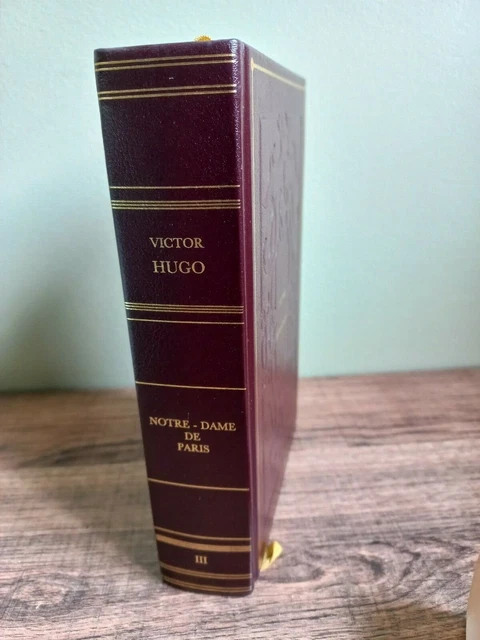 VICTOR
HUGO
NOTRE - DAME
DE
PARIS
III